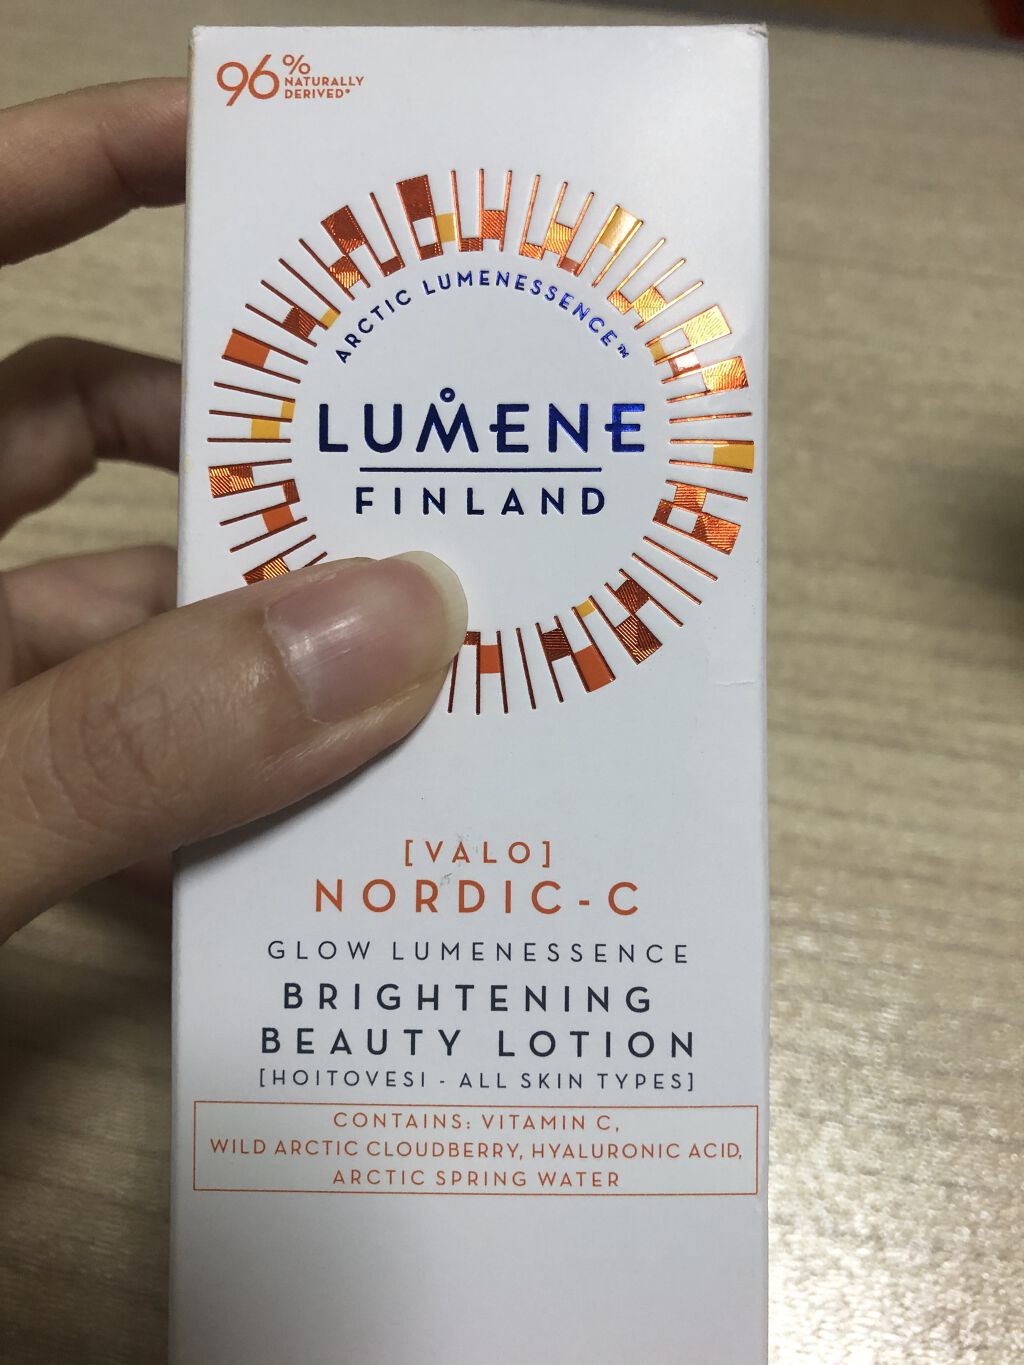 96% NATURALLY
DERIVED*
ARCTIC LUMENESSENCE™
LUMENE
FINLAND
[VALO]
NORDIC-C
GLOW LUMENESSENCE
BRIGHTENING
BEAUTY LOTION
[HOITOVESI - ALL SKIN TYPES]
CONTAINS: VITAMIN C,
WILD ARCTIC CLOUDBERRY, HYALURONIC ACID,
ARCTIC SPRING WATER